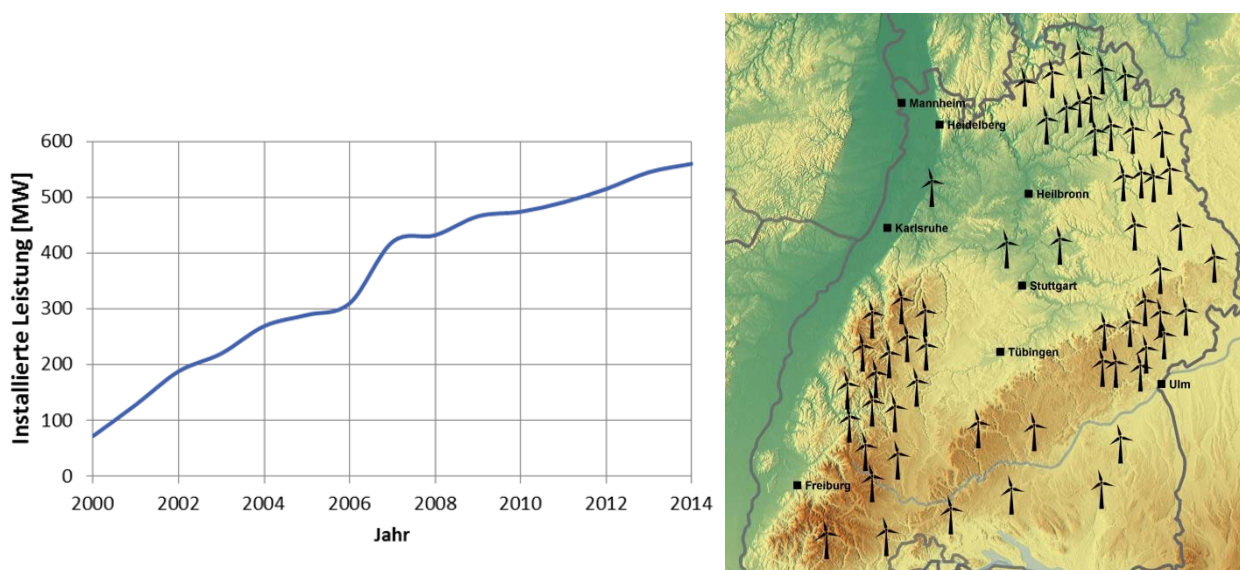 600
500
400
300
200
100
0
2000 2002 2004 2006 2008 2010 2012 2014
Installierte Leistung [MW]
Jahr
Mannheim
Heidelberg
Heilbronn
Karlsruhe
Stuttgart
Tübingen
Ulm
Freiburg